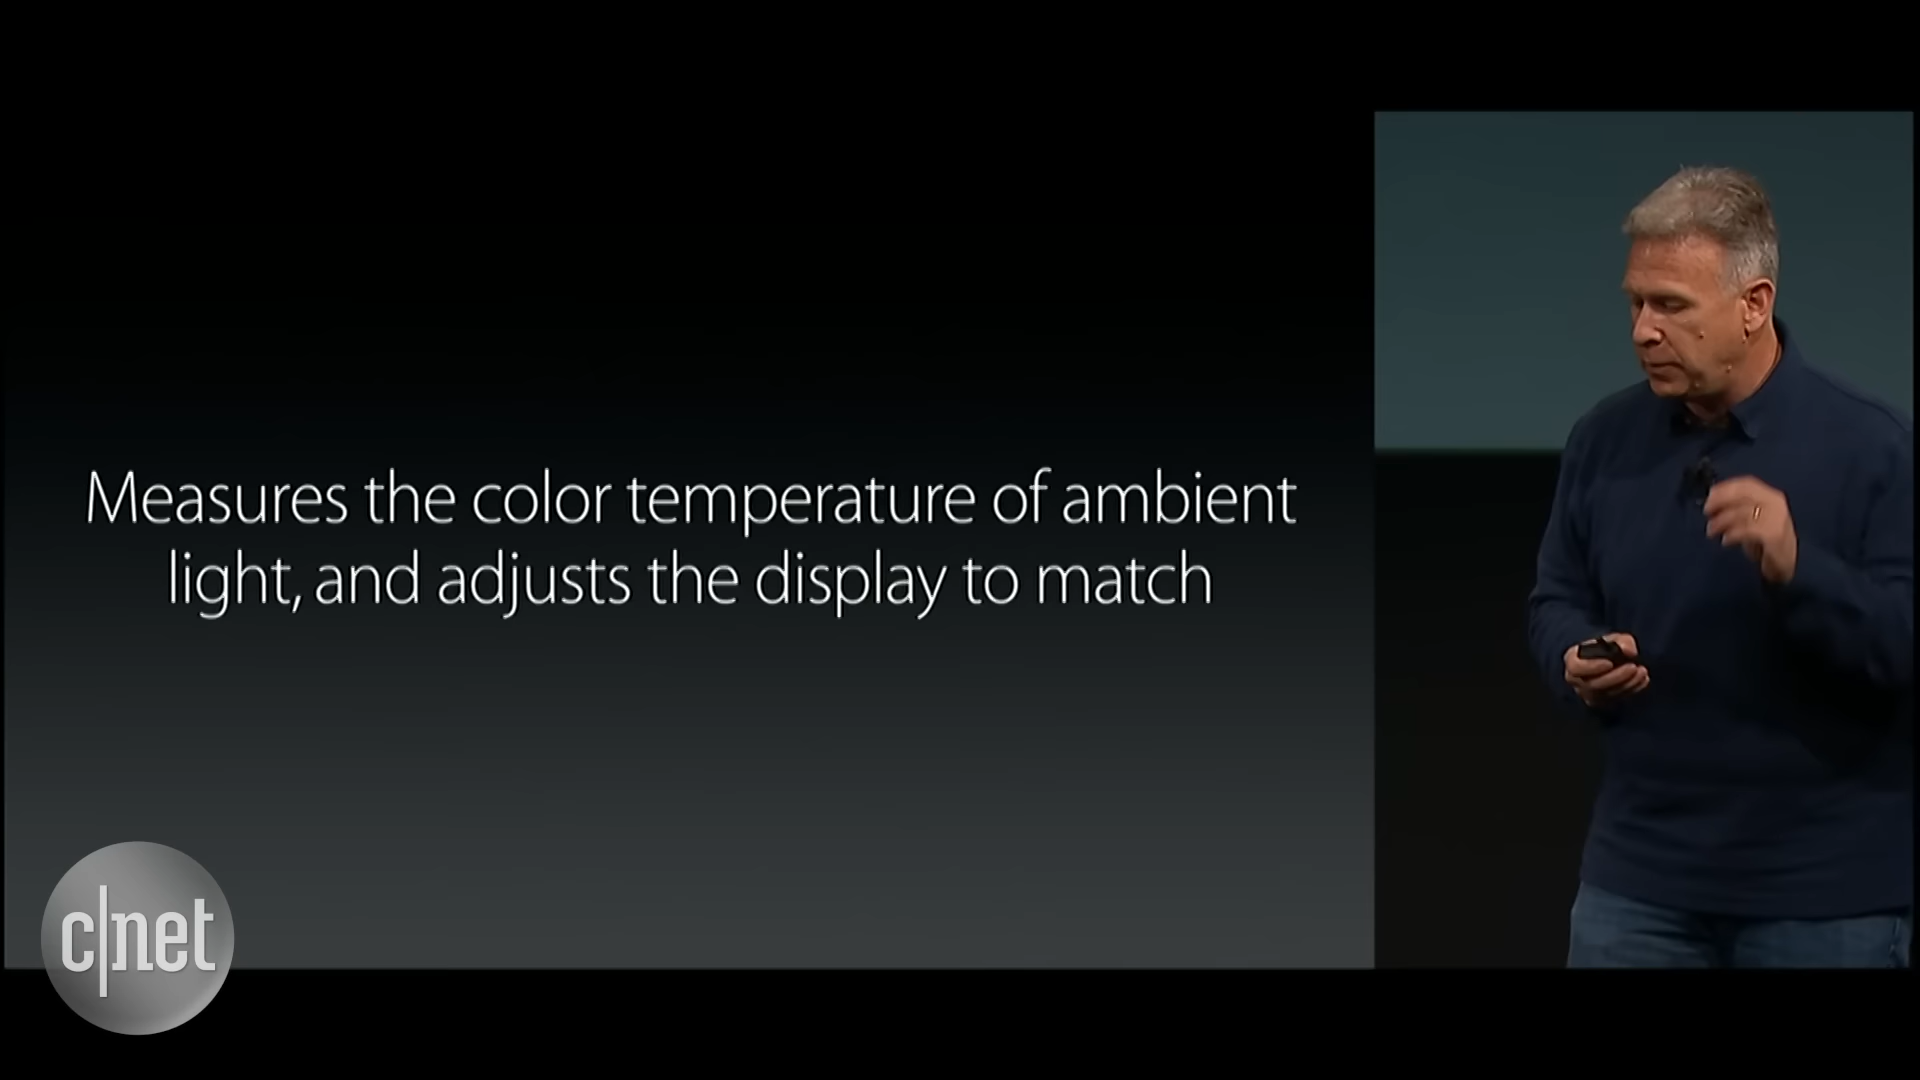 Measures the color temperature of ambient
light, and adjusts the display to match
c|net